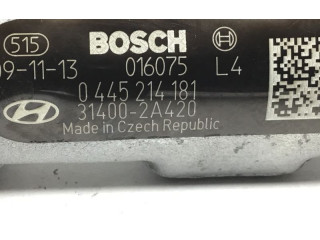 515 BOSCH
09-11-13 016075 L4
0 445 214 181
31400-2A420
Made in Czech Republic